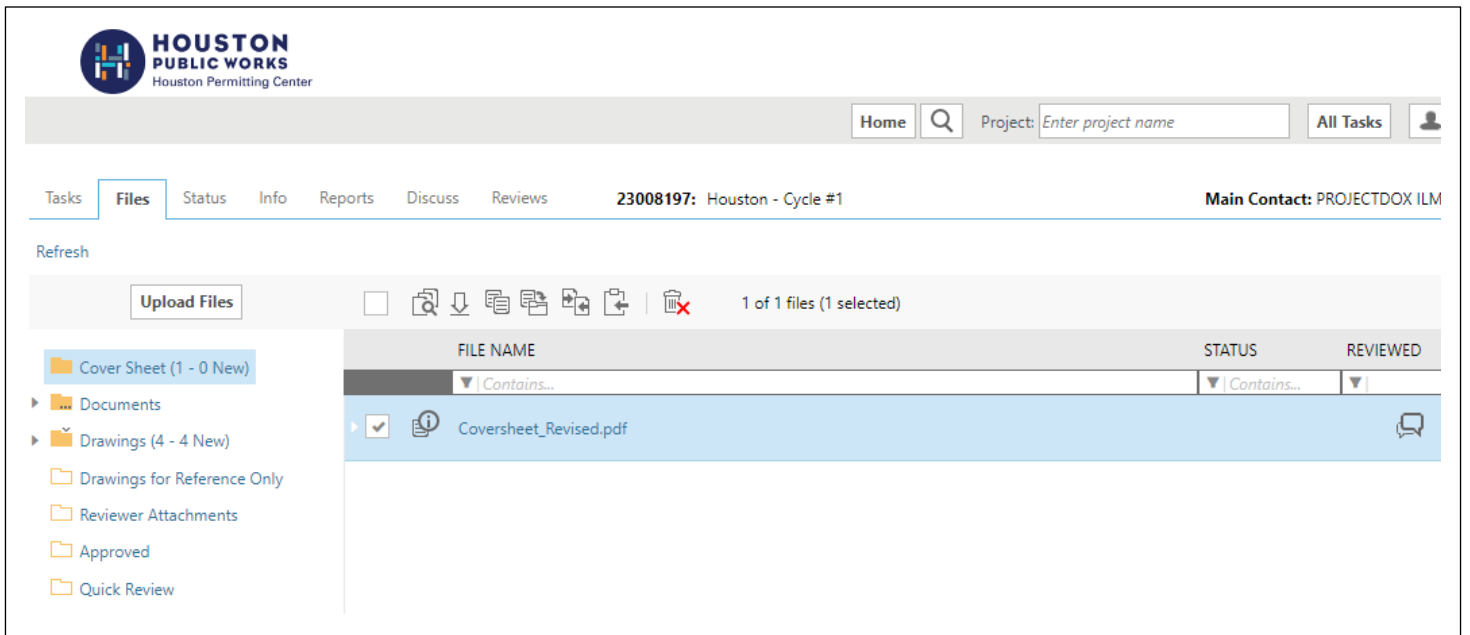 HOUSTON
PUBLIC WORKS
Houston Permitting Center
Home Project: Enter project name All Tasks
Tasks Files Status Info Reports Discuss Reviews 23008197: Houston - Cycle #1 Main Contact: PROJECTDOX ILM
Refresh
Upload Files 1 of 1 files (1 selected)
FILE NAME STATUS REVIEWED
Cover Sheet (1 - 0 New)
Contains... Contains...
Documents
Coversheet_Revised.pdf
Drawings (4 - 4 New)
Drawings for Reference Only
Reviewer Attachments
Approved
Quick Review